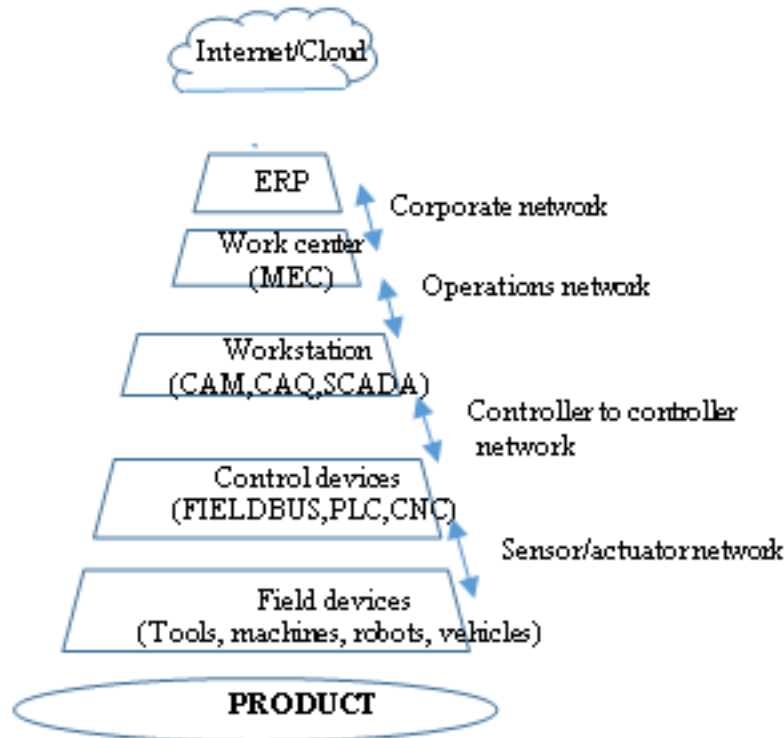 Internet/Cloud
ERP
Corporate network
Work center
(MEC)
Operations network
Workstation
(CAM,CAQ,SCADA)
Controller to controller
network
Control devices
(FIELDBUS,PLC,CNC)
Sensor/actuator network
Field devices
(Tools, machines, robots, vehicles)
PRODUCT